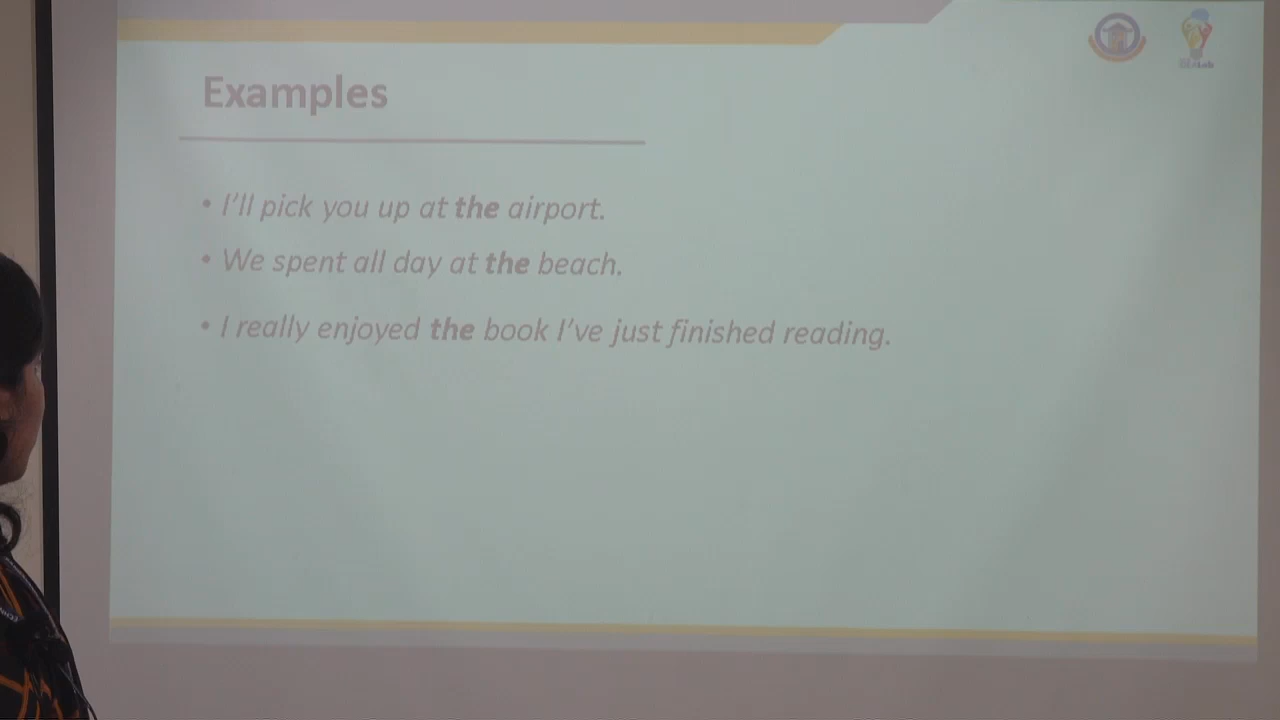 Examples
• I'll pick you up at the airport.
• We spent all day at the beach.
• I really enjoyed the book I've just finished reading.